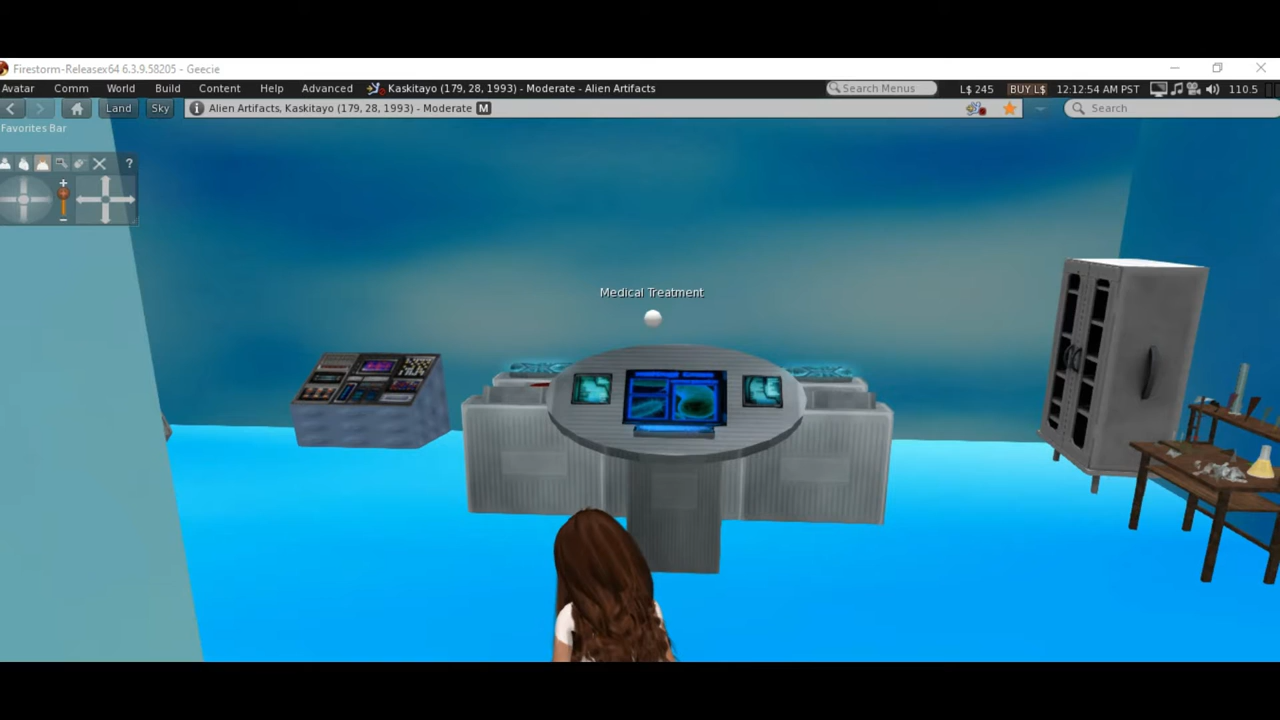 Firestorm-Releasex64 6.3.9.58205 - Geecie
Avatar Comm World Build Content Help Advanced Kaskitayo (179, 28, 1993) - Moderate - Alien Artifacts Search Menus L$ 245 BUY L$ 12:12:54 AM PST 110.5
Land Sky Alien Artifacts, Kaskitayo (179, 28, 1993) - Moderate M Search
Favorites Bar
?
Medical Treatment